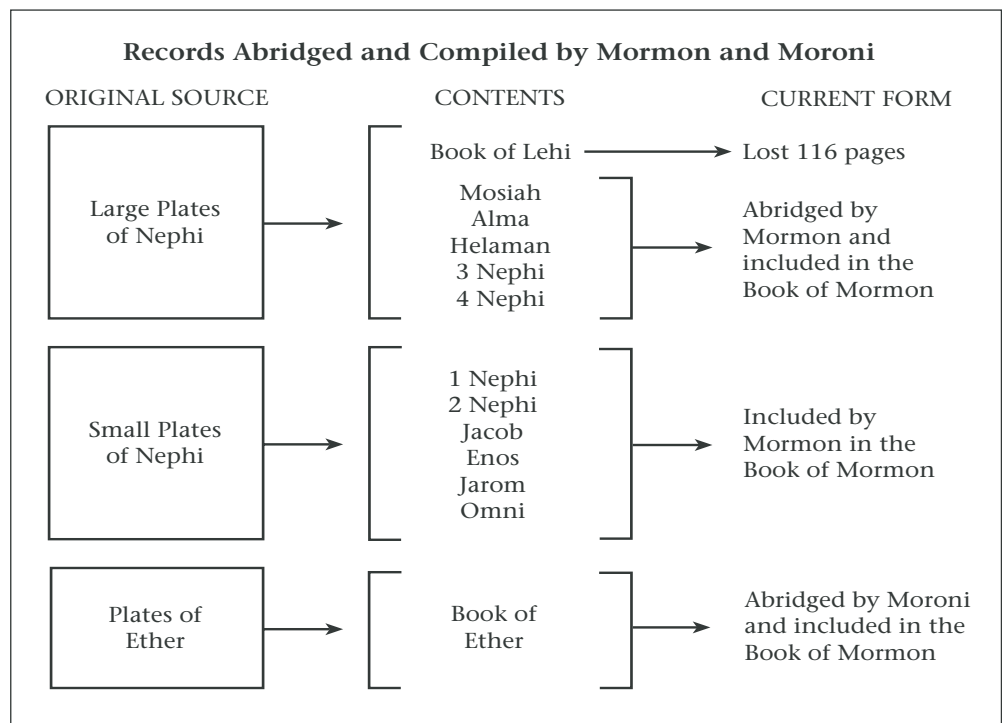 Records Abridged and Compiled by Mormon and Moroni
ORIGINAL SOURCE
CONTENTS
CURRENT FORM
Large Plates
of Nephi
Book of Lehi
Lost 116 pages
Mosiah
Alma
Helaman
3 Nephi
4 Nephi
Abridged by
Mormon and
included in the
Book of Mormon
Small Plates
of Nephi
1 Nephi
2 Nephi
Jacob
Enos
Jarom
Omni
Included by
Mormon in the
Book of Mormon
Plates of
Ether
Book of
Ether
Abridged by Moroni
and included in the
Book of Mormon